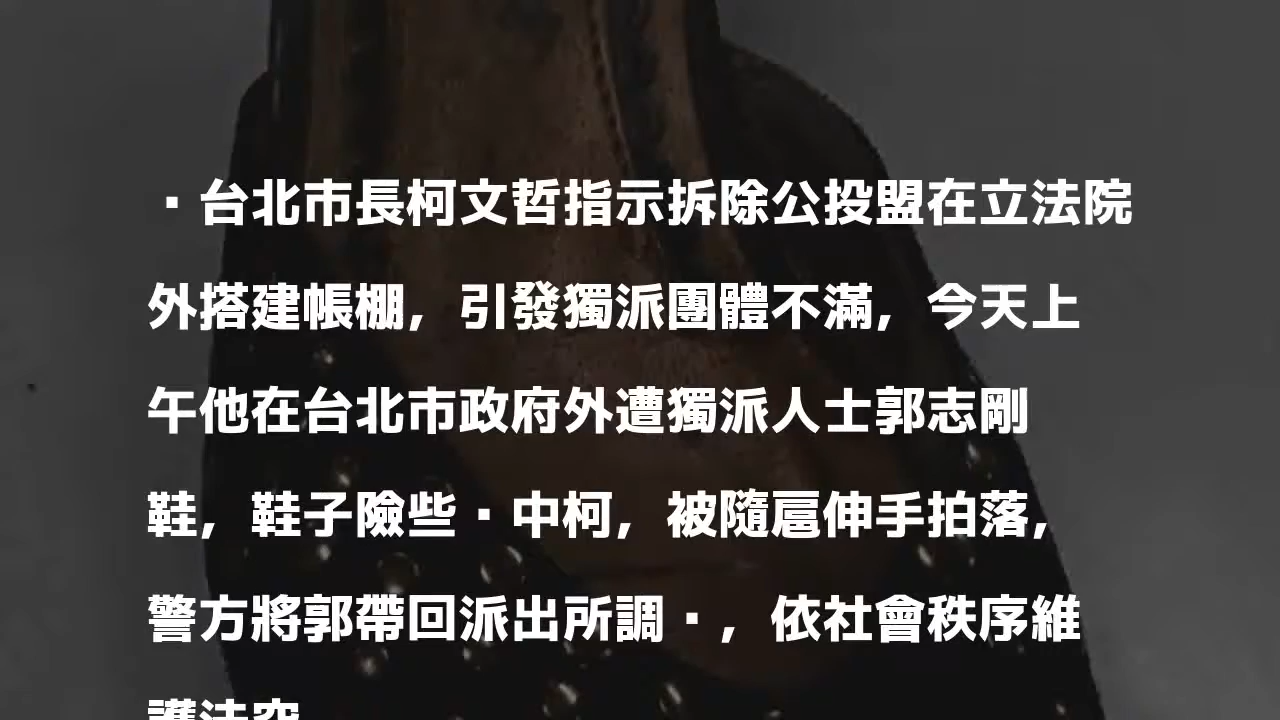 ▪台北市長柯文哲指示拆除公投盟在立法院
外搭建帳棚，引發獨派團體不滿，今天上
午他在台北市政府外遭獨派人士郭志剛
鞋，鞋子險些▪中柯，被隨扈伸手拍落，
警方將郭帶回派出所調▪，依社會秩序維
護法究